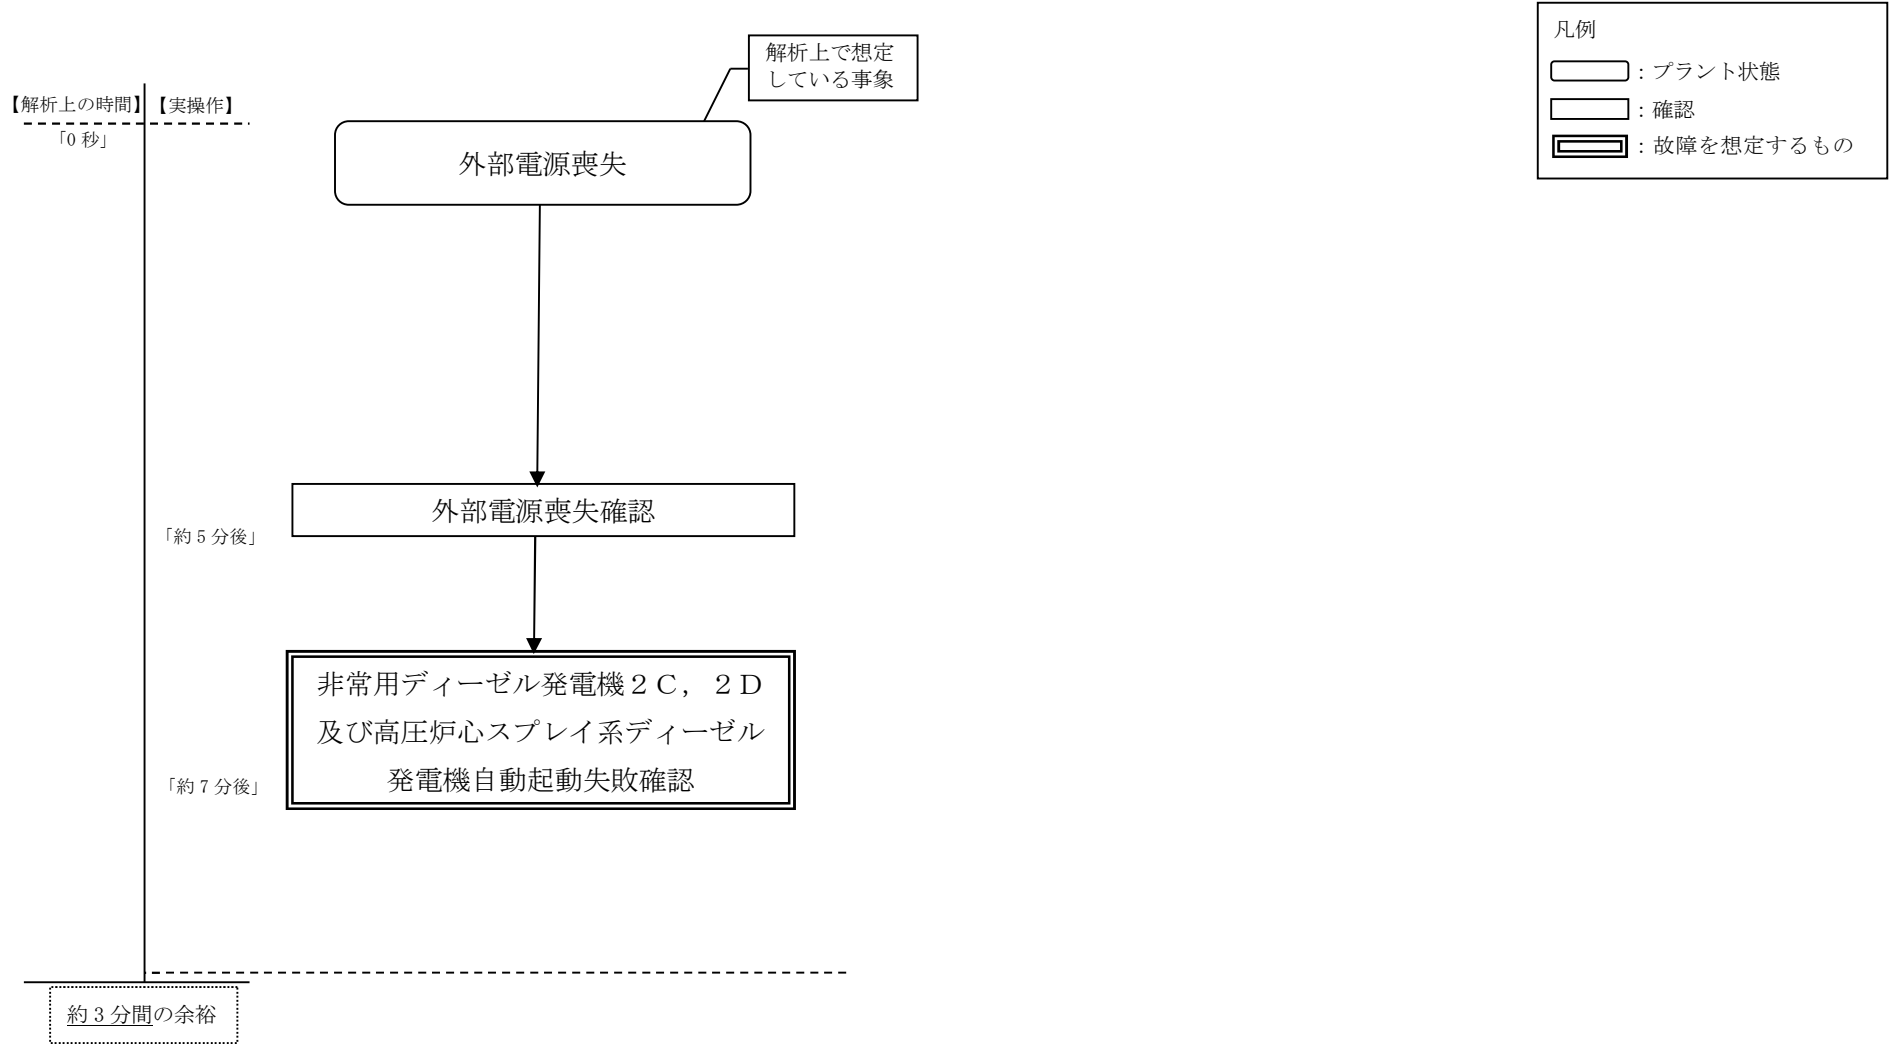 解析上で想定
している事象
凡例
：プラント状態
：確認
：故障を想定するもの
【解析上の時間】【実操作】
「0 秒」
外部電源喪失
外部電源喪失確認
「約 5 分後」
非常用ディーゼル発電機２Ｃ，２Ｄ
及び高圧炉心スプレイ系ディーゼル
発電機自動起動失敗確認
「約 7 分後」
約 3 分間の余裕